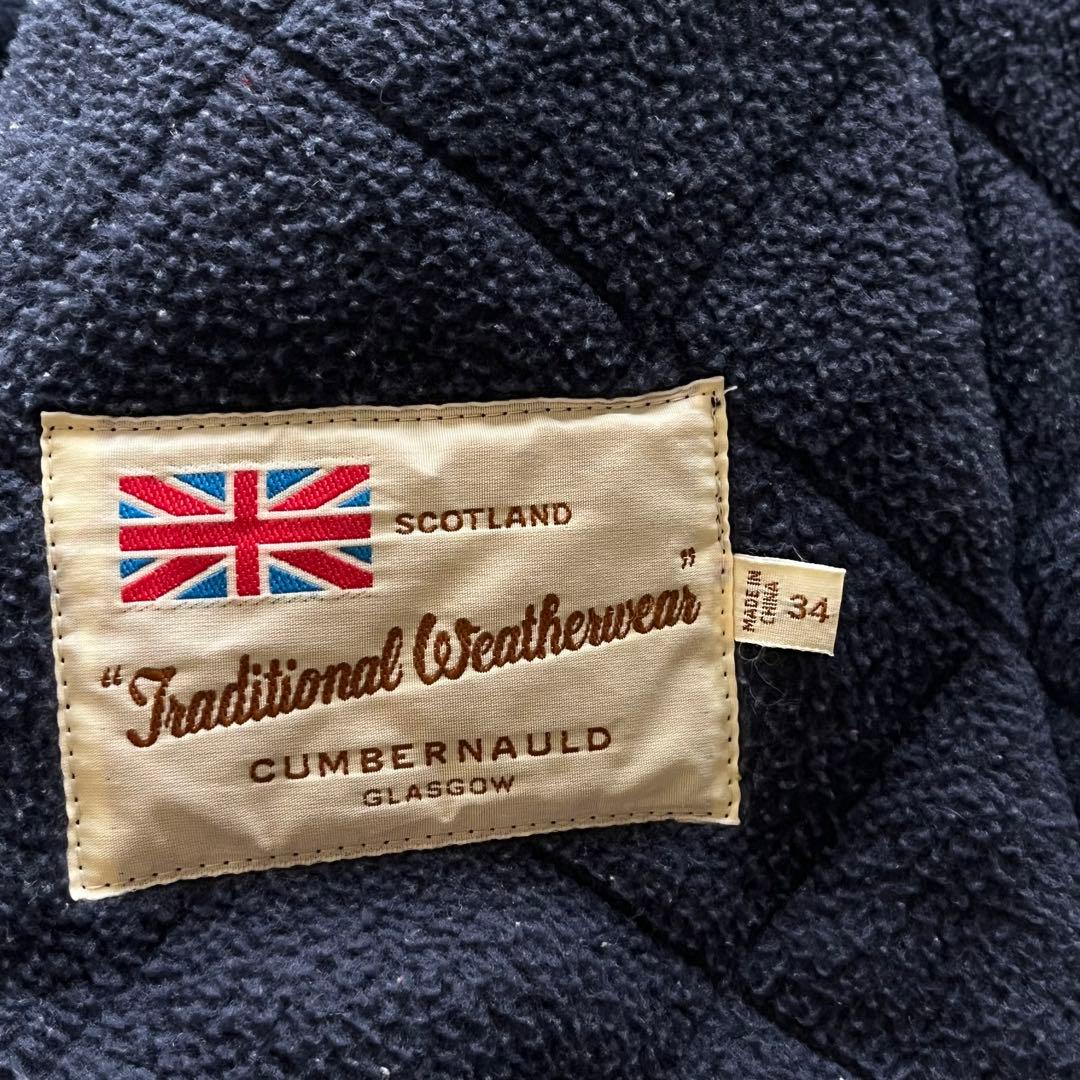 SCOTLAND
"Traditional Weatherwear"
CUMBERNAULD
GLASGOW
MADE IN
CHINA
34